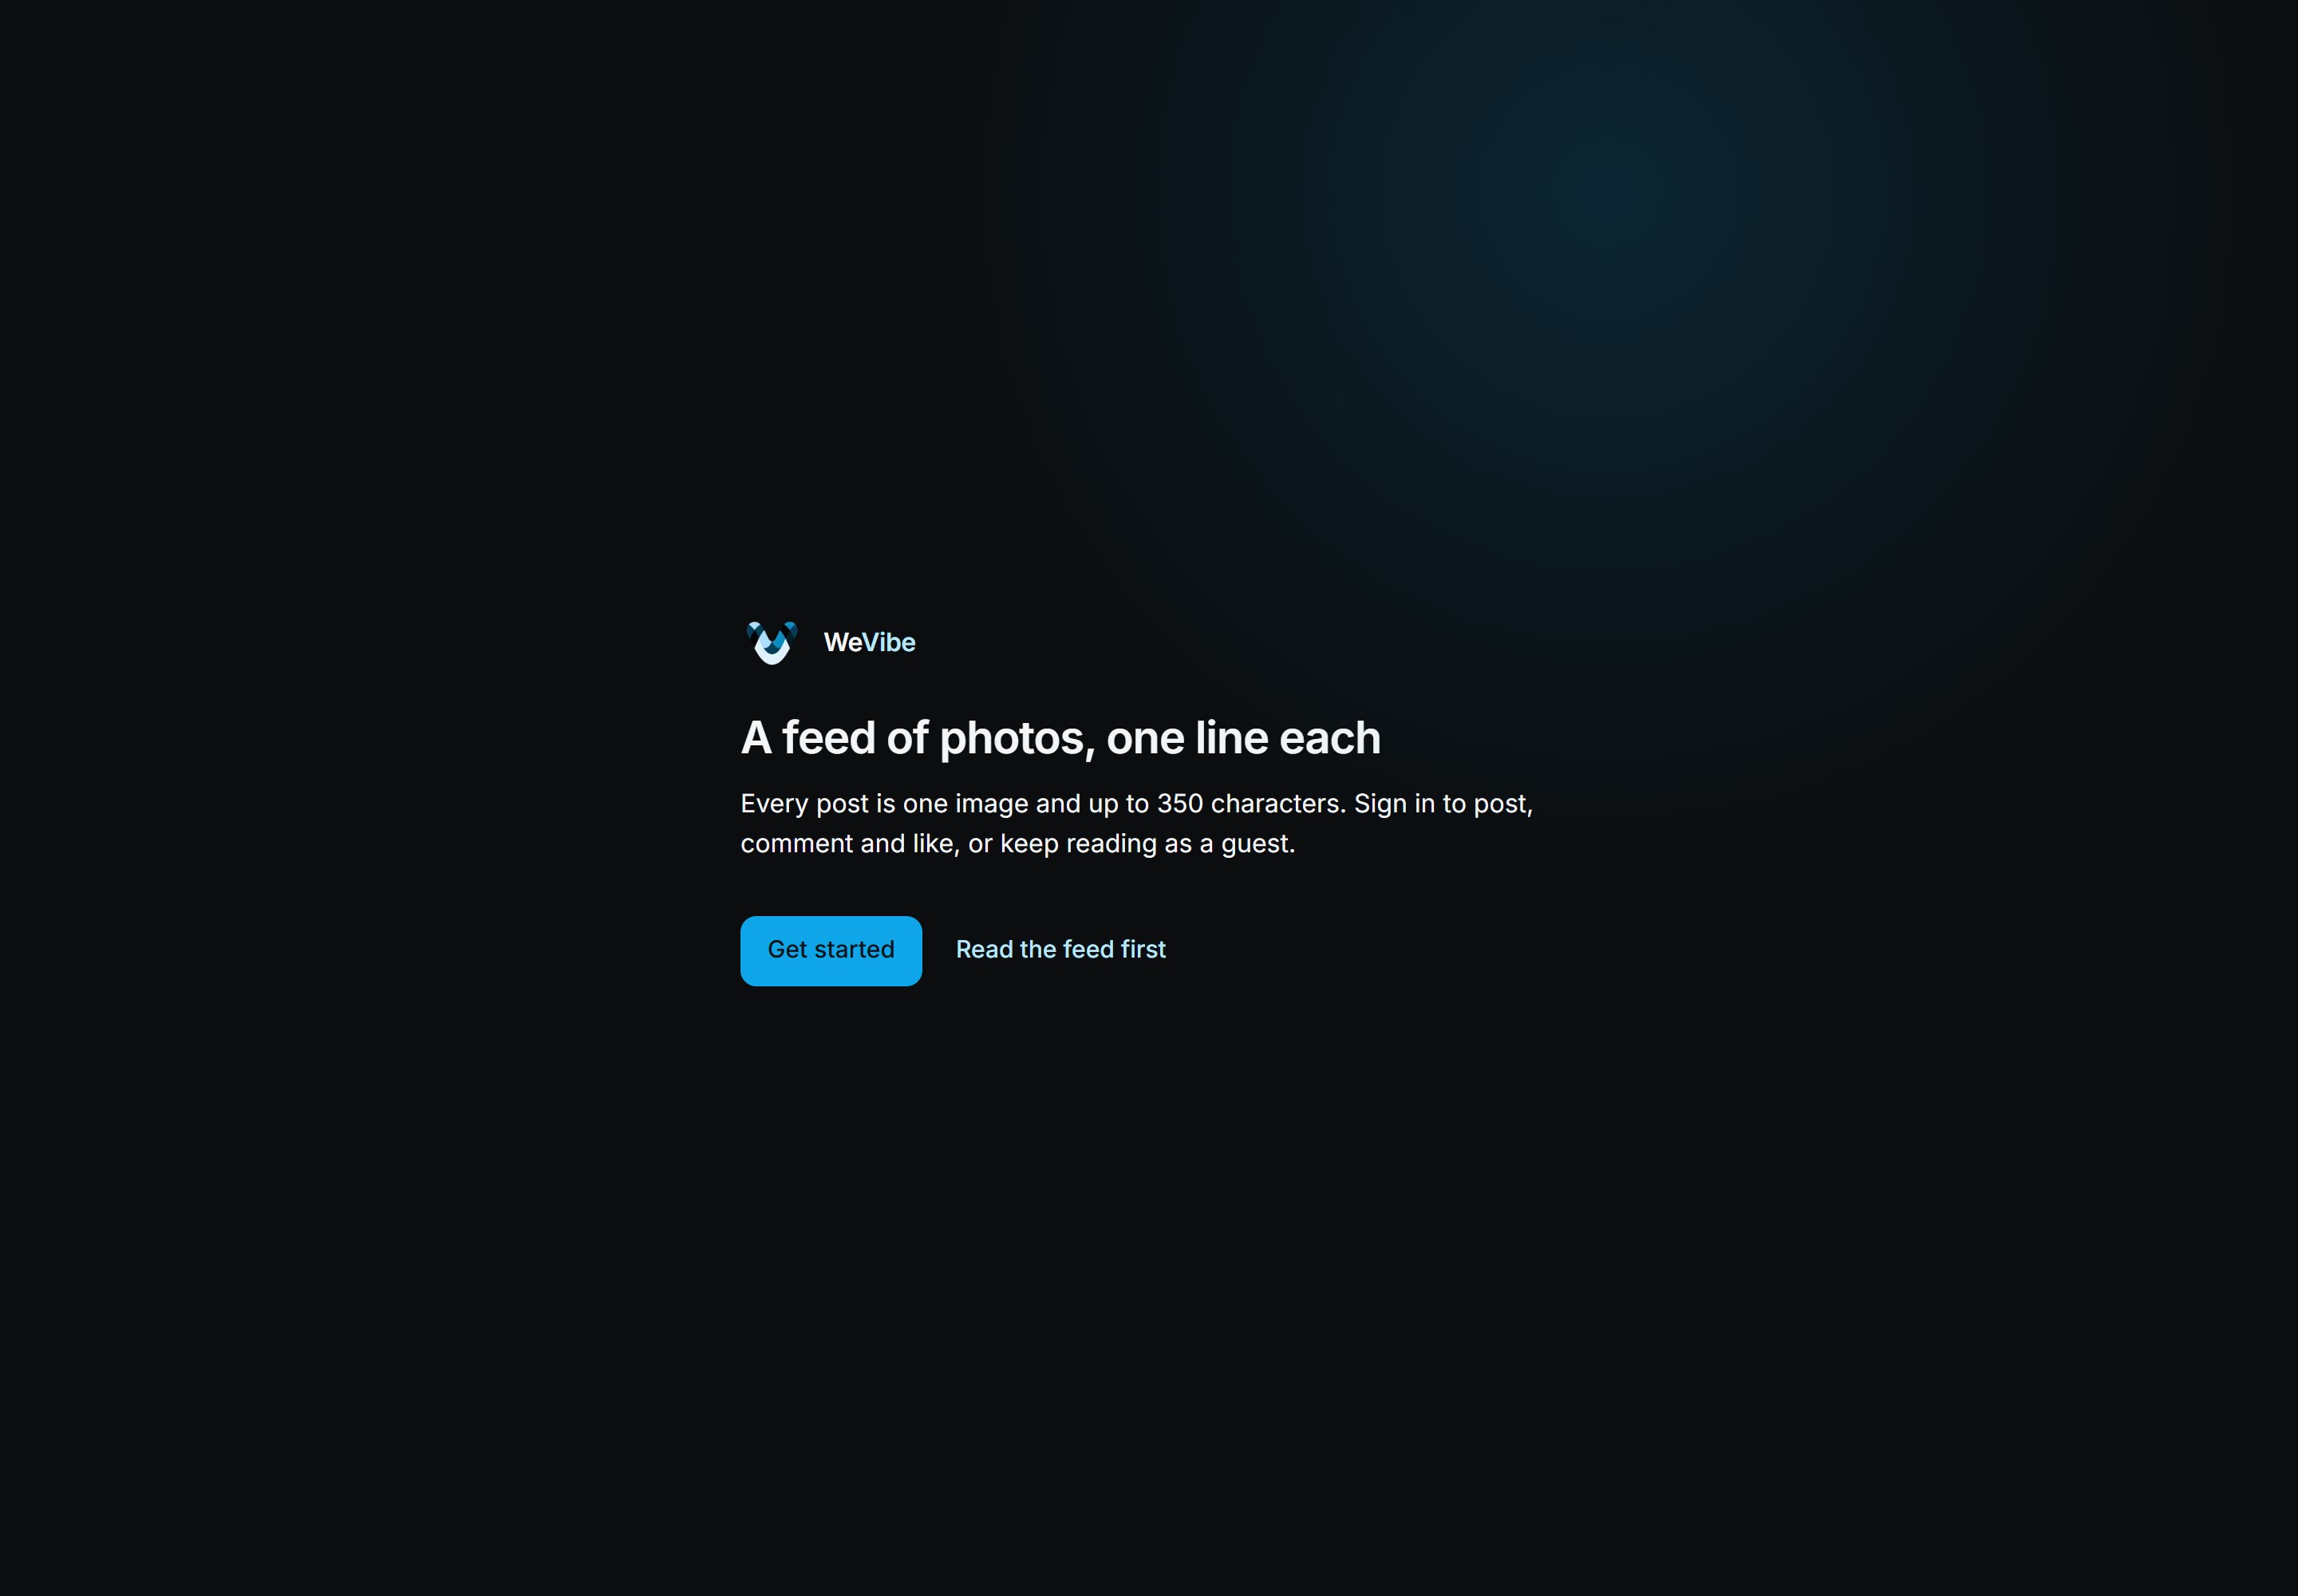 WeVibe
A feed of photos, one line each
Every post is one image and up to 350 characters. Sign in to post,
comment and like, or keep reading as a guest.
Get started
Read the feed first